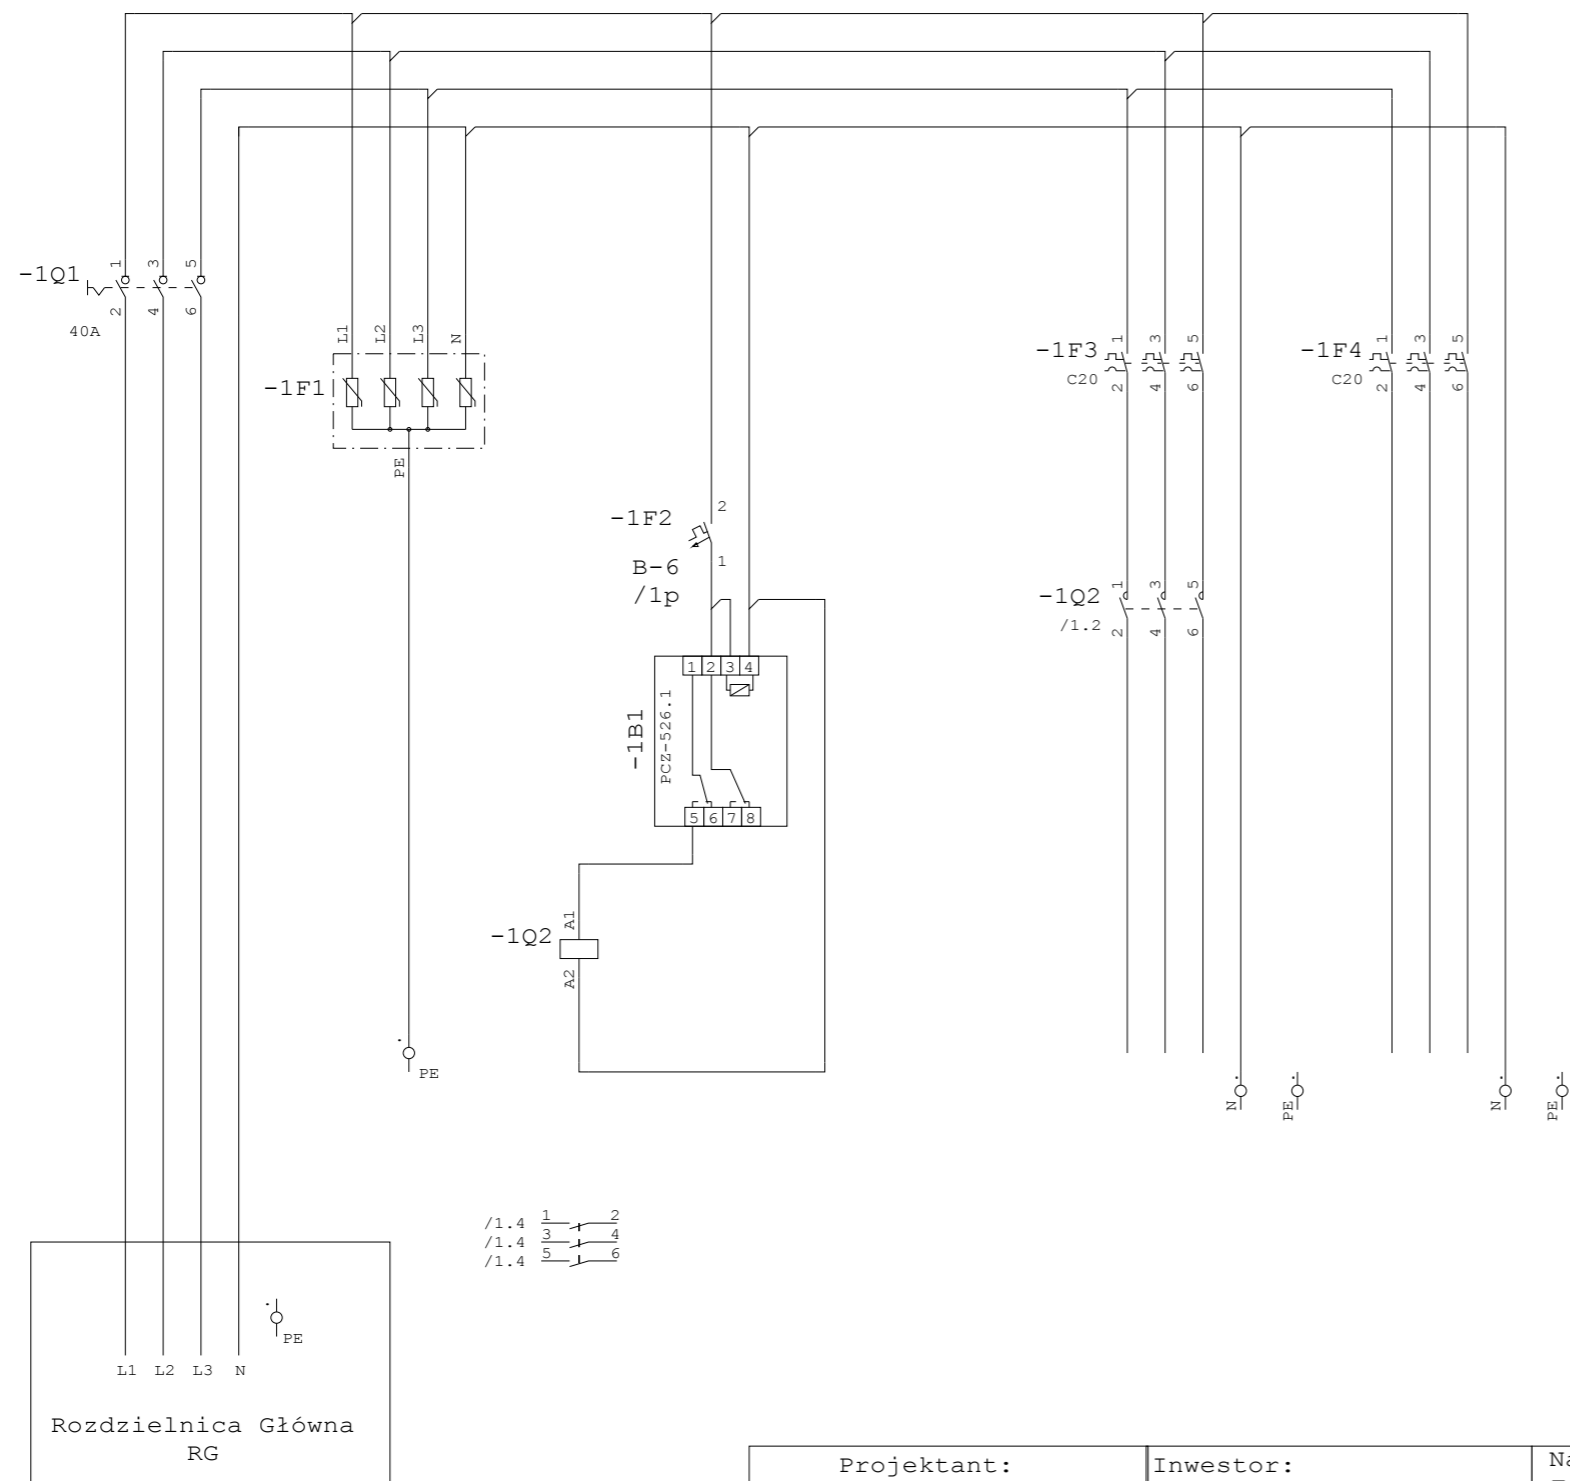 -1Q1
40A
1
3
5
2
4
6
L1
L2
L3
N
-1F1
PE
PE
-1F2
2
1
B-6
/1p
-1B1
PCZ-526.1
1 2 3 4
5 6 7 8
-1Q2
A1
A2
-1F3
C20
1
3
5
2
4
6
-1Q2
/1.2
1
3
5
2
4
6
-1F4
C20
1
3
5
2
4
6
N
PE
N
PE
/1.4 1 2
/1.4 3 4
/1.4 5 6
PE
L1 L2 L3 N
Rozdzielnica Główna
RG
Projektant:
Inwestor:
Na